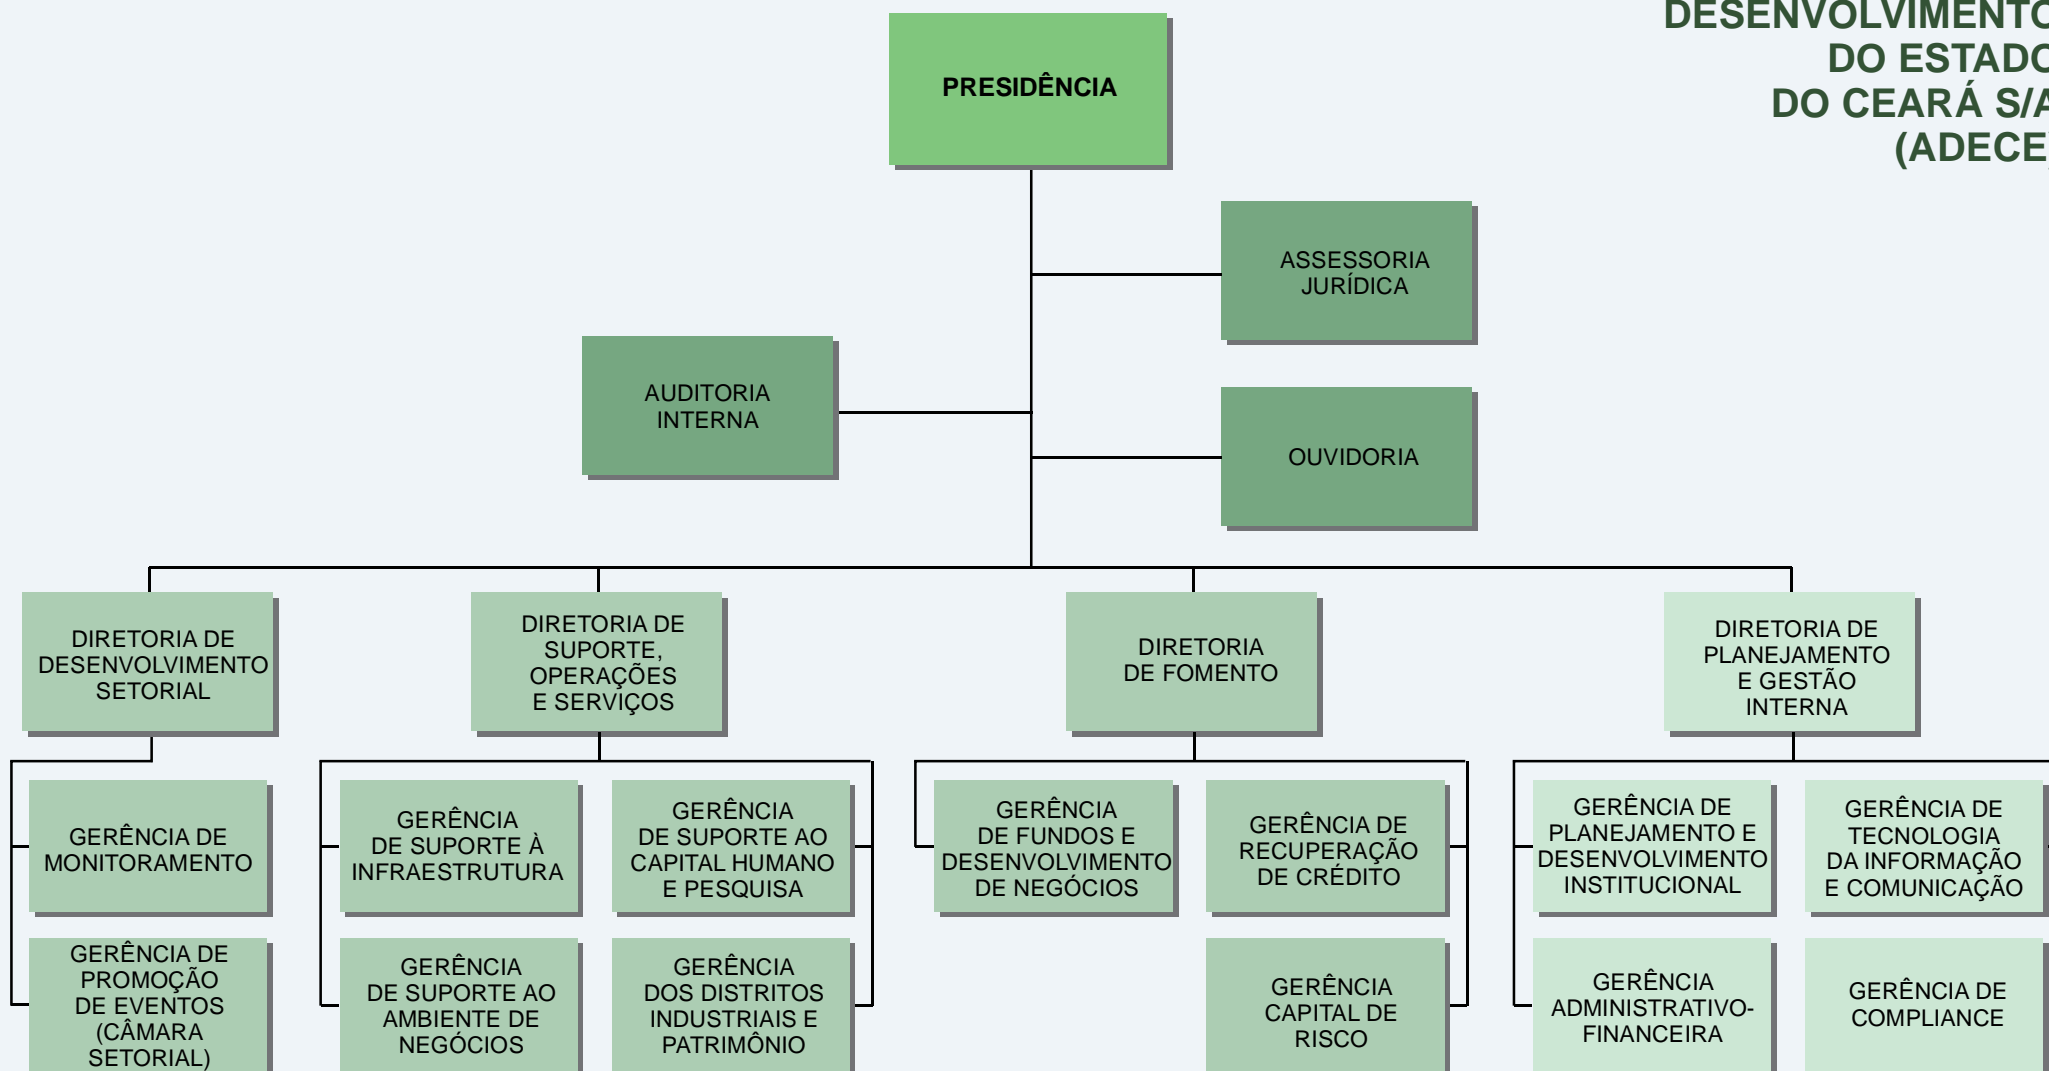 DESENVOLVIMENTO
DO ESTADO
DO CEARÁ S/A
(ADECE)
PRESIDÊNCIA
ASSESSORIA
JURÍDICA
AUDITORIA
INTERNA
OUVIDORIA
DIRETORIA DE
DESENVOLVIMENTO
SETORIAL
DIRETORIA DE
SUPORTE,
OPERAÇÕES
E SERVIÇOS
DIRETORIA
DE FOMENTO
DIRETORIA DE
PLANEJAMENTO
E GESTÃO
INTERNA
GERÊNCIA DE
MONITORAMENTO
GERÊNCIA
DE SUPORTE À
INFRAESTRUTURA
GERÊNCIA
DE SUPORTE AO
CAPITAL HUMANO
E PESQUISA
GERÊNCIA
DE FUNDOS E
DESENVOLVIMENTO
DE NEGÓCIOS
GERÊNCIA DE
RECUPERAÇÃO
DE CRÉDITO
GERÊNCIA DE
PLANEJAMENTO E
DESENVOLVIMENTO
INSTITUCIONAL
GERÊNCIA DE
TECNOLOGIA
DA INFORMAÇÃO
E COMUNICAÇÃO
GERÊNCIA DE
PROMOÇÃO
DE EVENTOS
(CÂMARA
SETORIAL)
GERÊNCIA
DE SUPORTE AO
AMBIENTE DE
NEGÓCIOS
GERÊNCIA
DOS DISTRITOS
INDUSTRIAIS E
PATRIMÔNIO
GERÊNCIA
CAPITAL DE
RISCO
GERÊNCIA
ADMINISTRATIVO-
FINANCEIRA
GERÊNCIA DE
COMPLIANCE